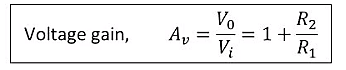 Voltage gain, A_v = V_0/V_i = 1 + R_2/R_1